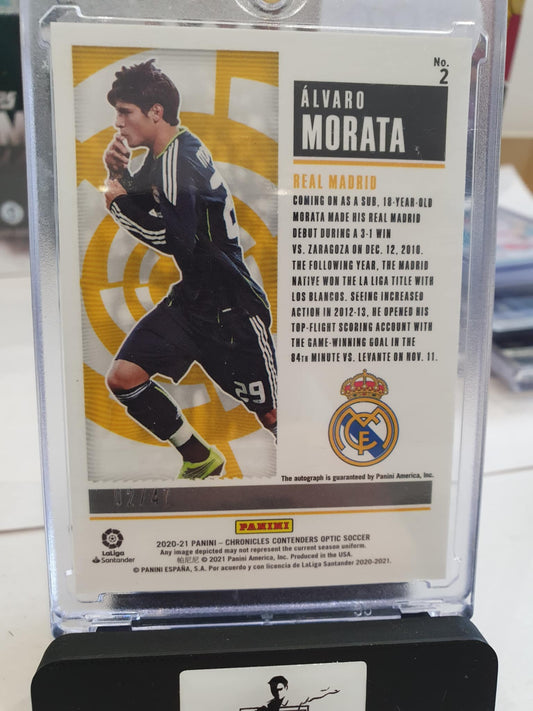 No.
2
ÁLVARO
MORATA
REAL MADRID
COMING ON AS A SUB, 18-YEAR-OLD
MORATA MADE HIS REAL MADRID
DEBUT DURING A 3-1 WIN
VS. ZARAGOZA ON DEC. 12, 2010.
THE FOLLOWING YEAR, THE MADRID
NATIVE WON THE LA LIGA TITLE WITH
LOS BLANCOS. SEEING INCREASED
ACTION IN 2012-13, HE OPENED HIS
TOP-FLIGHT SCORING ACCOUNT WITH
THE GAME-WINNING GOAL IN THE
84TH MINUTE VS. LEVANTE ON NOV. 11.
29
The autograph is guaranteed by Panini America, Inc.
PANINI
LaLiga
Santander
2020-21 PANINI – CHRONICLES CONTENDERS OPTIC SOCCER
Any image depicted may not represent the current season uniform.
帕尼尼 © 2021 Panini America, Inc. Produced in the USA.
© PANINI ESPAÑA, S.A. Por acuerdo y con licencia de LaLiga Santander 2020-2021.